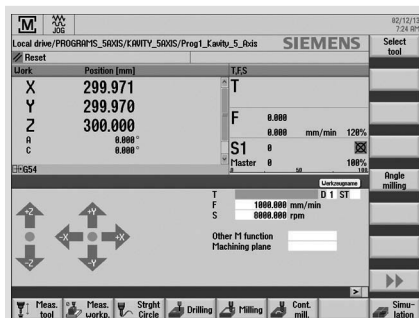 M
JOG
02/12/13
7:24 AM
Local drive/PROGRAMS_5AXIS/KAVITY_5AXIS/Prog1_Kavity_5_Axis
SIEMENS
Select tool
Reset
Work Position [mm] T,F,S
X 299.971
Y 299.970
Z 300.000
A 0.000°
C 0.000°
G54
T
F 0.000
0.000 mm/min 120%
S1 0
Master 0 100%
0 50 100
Angle milling
Werkzeugname
T D 1 ST
F 1000.000 mm/min
S 8000.000 rpm
Other M function
Machining plane
+Z
-Z
+Y
-X +X
-Y
Meas. tool
Meas. workp.
Strght Circle
Drilling
Milling
Cont. mill.
Simu- lation